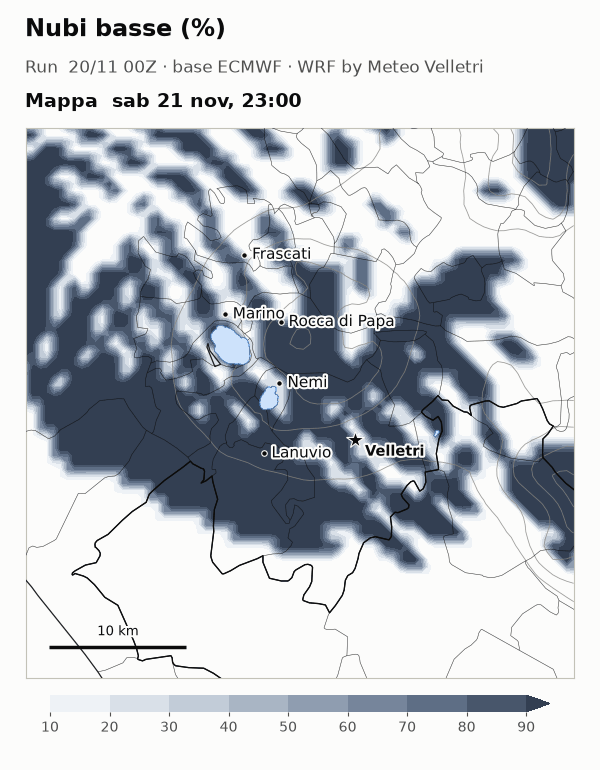 Nubi basse (%)
Run  20/11 00Z · base ECMWF · WRF by Meteo Velletri
Mappa  sab 21 nov, 23:00
Frascati
Marino
Rocca di Papa
Nemi
Velletri
Lanuvio
10 km
10 20 30 40 50 60 70 80 90